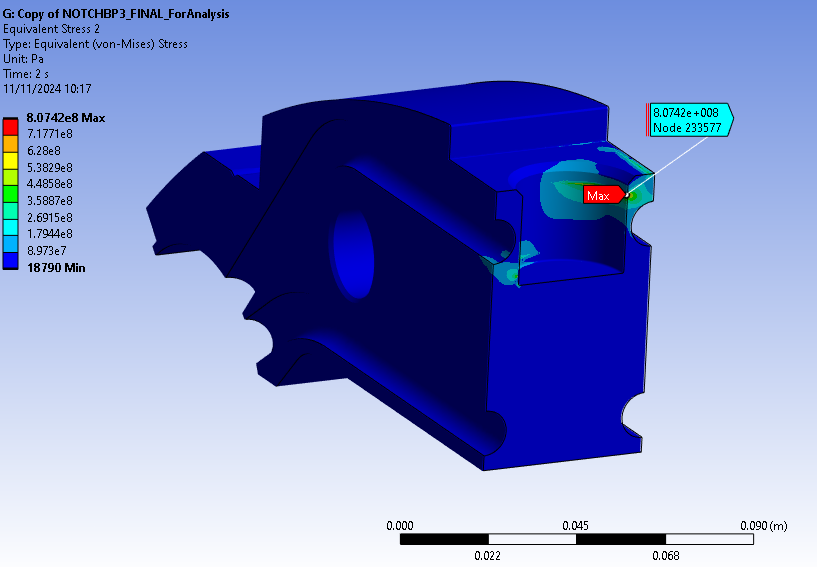 G: Copy of NOTCHBP3_FINAL_ForAnalysis
Equivalent Stress 2
Type: Equivalent (von-Mises) Stress
Unit: Pa
Time: 2 s
11/11/2024 10:17
8.0742e8 Max
7.1771e8
6.28e8
5.3829e8
4.4858e8
3.5887e8
2.6915e8
1.7944e8
8.973e7
18790 Min
8.0742e+008
Node 233577
Max
0.000
0.045
0.090 (m)
0.022
0.068